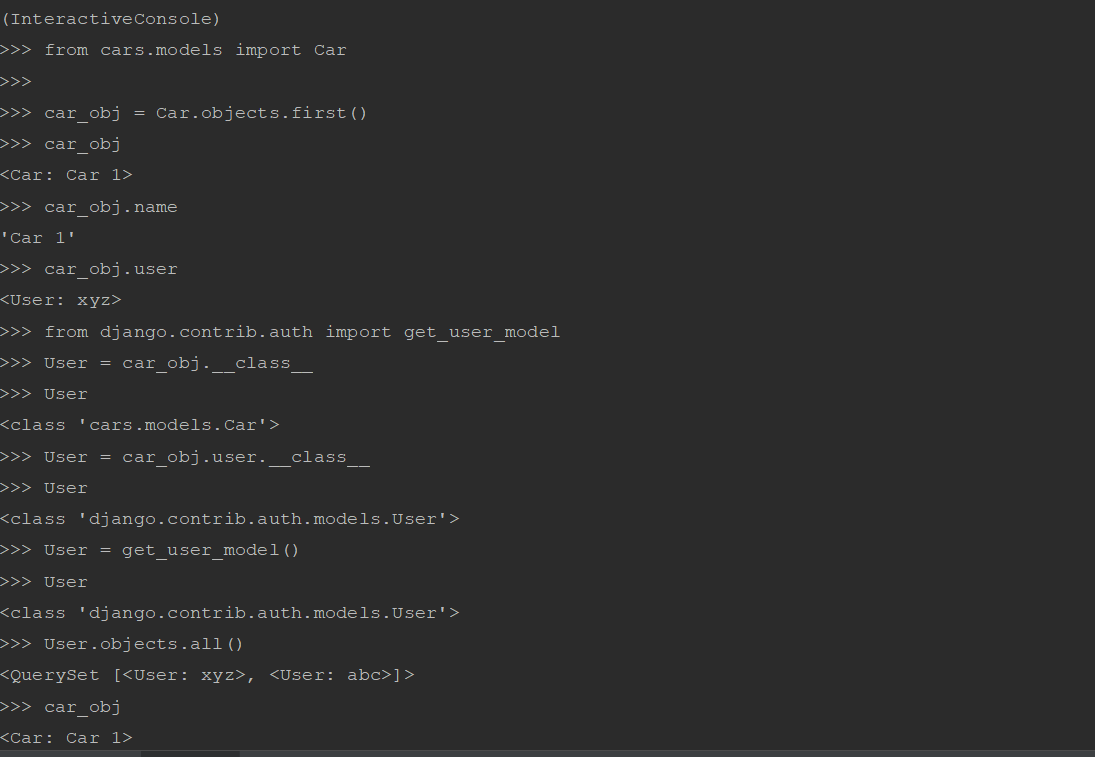 (InteractiveConsole)
>>> from cars.models import Car
>>>
>>> car_obj = Car.objects.first()
>>> car_obj
<Car: Car 1>
>>> car_obj.name
'Car 1'
>>> car_obj.user
<User: xyz>
>>> from django.contrib.auth import get_user_model
>>> User = car_obj.__class__
>>> User
<class 'cars.models.Car'>
>>> User = car_obj.user.__class__
>>> User
<class 'django.contrib.auth.models.User'>
>>> User = get_user_model()
>>> User
<class 'django.contrib.auth.models.User'>
>>> User.objects.all()
<QuerySet [<User: xyz>, <User: abc>]>
>>> car_obj
<Car: Car 1>